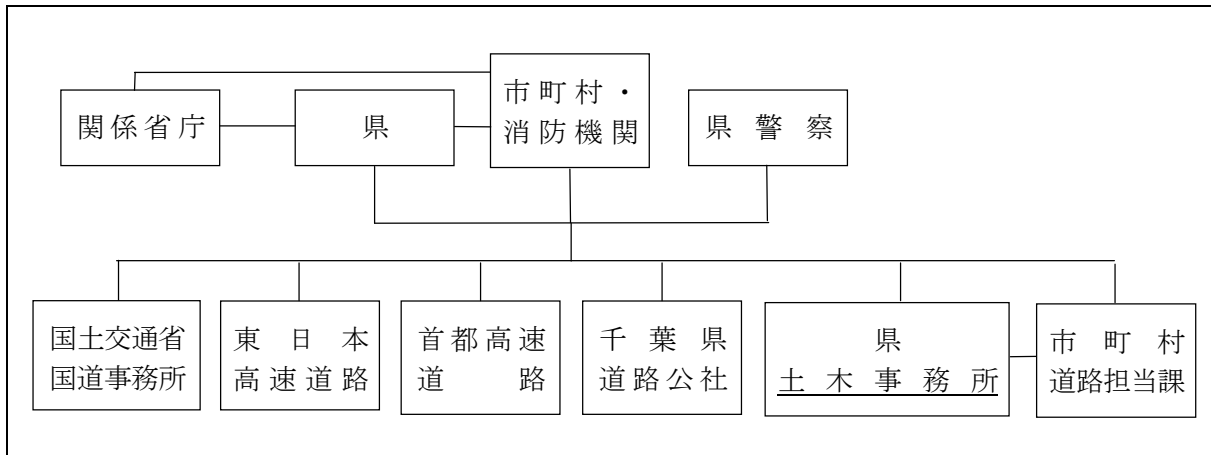 市町村・
消防機関
関係省庁
県
県警察
国土交通省
国道事務所
東日本
高速道路
首都高速
道路
千葉県
道路公社
県
土木事務所
市町村
道路担当課